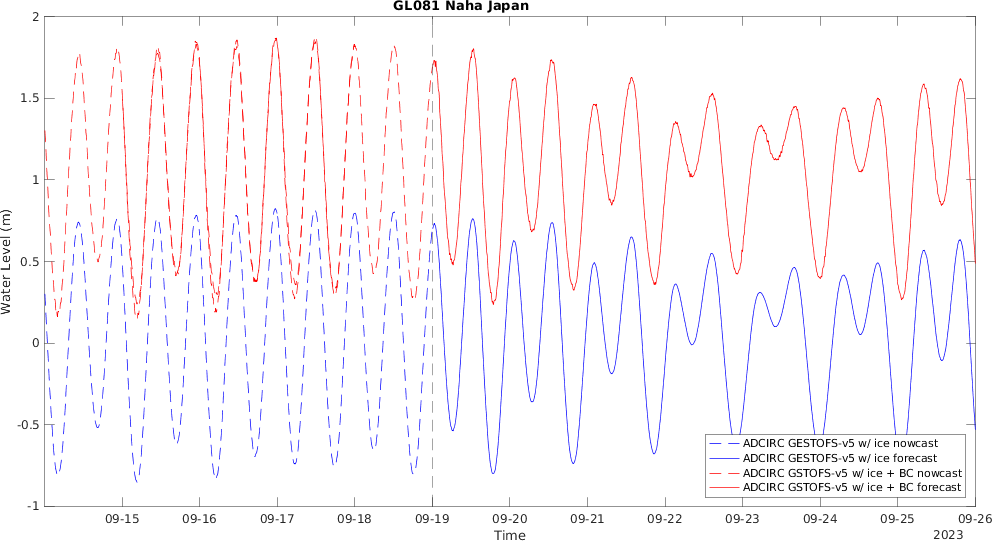 GL081 Naha Japan
Water Level (m)
2
1.5
1
0.5
0
-0.5
-1
ADCIRC GESTOFS-v5 w/ ice nowcast
ADCIRC GESTOFS-v5 w/ ice forecast
ADCIRC GSTOFS-v5 w/ ice + BC nowcast
ADCIRC GSTOFS-v5 w/ ice + BC forecast
09-15 09-16 09-17 09-18 09-19 09-20 09-21 09-22 09-23 09-24 09-25 09-26
Time
2023